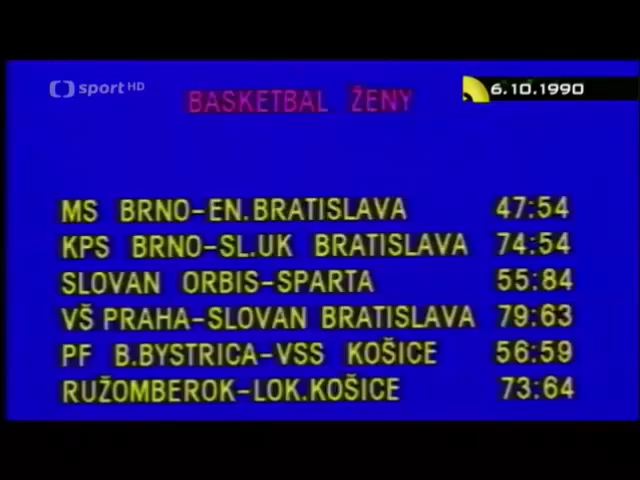 sport HD
6.10.1990
BASKETBAL ŽENY
MS BRNO-EN.BRATISLAVA 47:54
KPS BRNO-SL.UK BRATISLAVA 74:54
SLOVAN ORBIS-SPARTA 55:84
VŠ PRAHA-SLOVAN BRATISLAVA 79:63
PF B.BYSTRICA-VSS KOŠICE 56:59
RUŽOMBEROK-LOK.KOŠICE 73:64